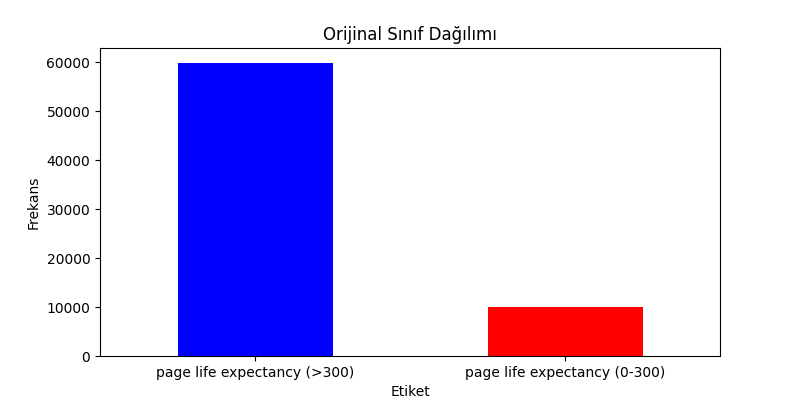 Orijinal Sınıf Dağılımı
60000
50000
40000
30000
20000
10000
0
Frekans
page life expectancy (>300)
page life expectancy (0-300)
Etiket